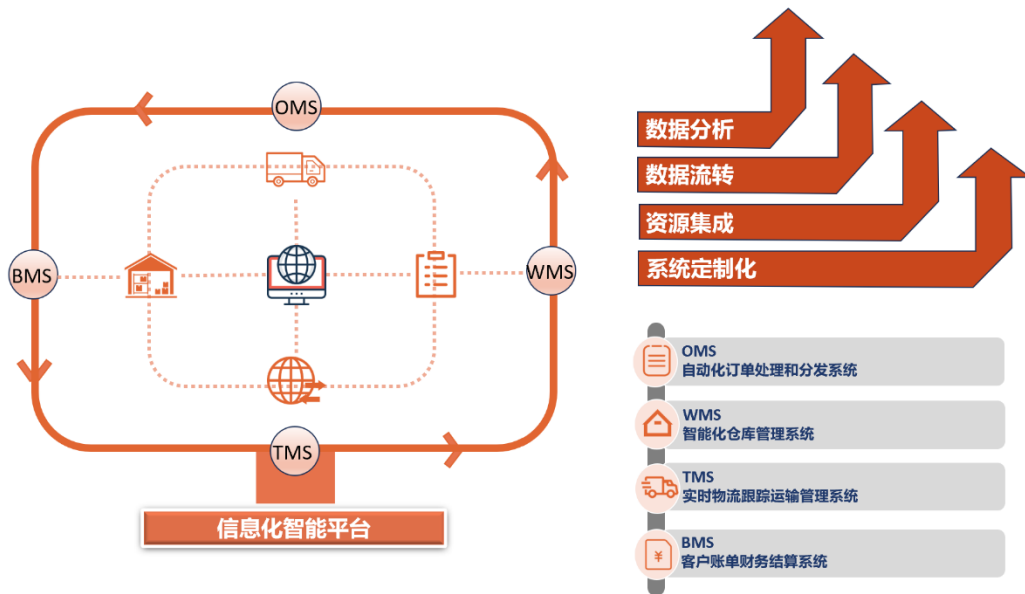 OMS
BMS
WMS
TMS
信息化智能平台
数据分析
数据流转
资源集成
系统定制化
OMS
自动化订单处理和分发系统
WMS
智能化仓库管理系统
TMS
实时物流跟踪运输管理系统
BMS
¥
客户账单财务结算系统